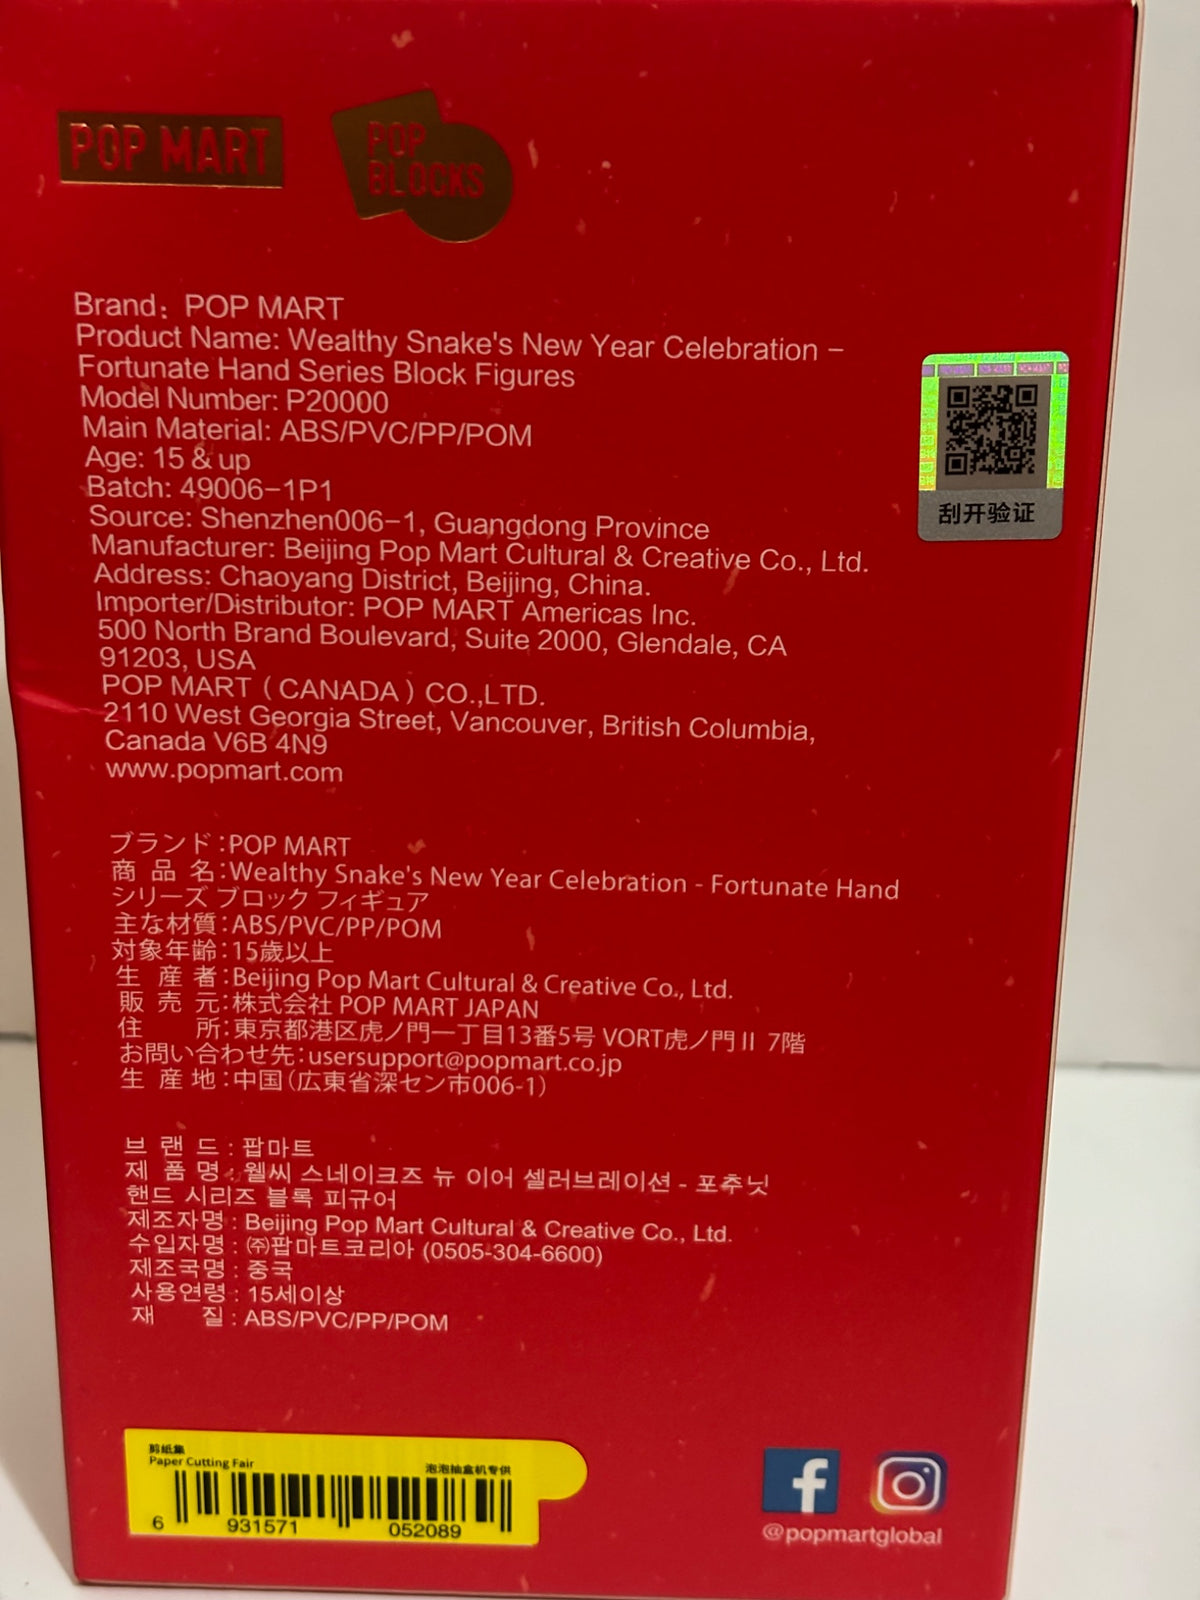 POP MART
POP
BLOCKS
Brand: POP MART
Product Name: Wealthy Snake's New Year Celebration –
Fortunate Hand Series Block Figures
Model Number: P20000
Main Material: ABS/PVC/PP/POM
Age: 15 & up
Batch: 49006–1P1
Source: Shenzhen006–1, Guangdong Province
Manufacturer: Beijing Pop Mart Cultural & Creative Co., Ltd.
Address: Chaoyang District, Beijing, China.
Importer/Distributor: POP MART Americas Inc.
500 North Brand Boulevard, Suite 2000, Glendale, CA
91203, USA
POP MART ( CANADA ) CO.,LTD.
2110 West Georgia Street, Vancouver, British Columbia,
Canada V6B 4N9
www.popmart.com
刮开验证
ブランド:POP MART
商 品 名:Wealthy Snake's New Year Celebration - Fortunate Hand
シリーズ ブロック フィギュア
主な材質:ABS/PVC/PP/POM
対象年齢:15歳以上
生 産 者:Beijing Pop Mart Cultural & Creative Co., Ltd.
販 売 元:株式会社 POP MART JAPAN
住 所:東京都港区虎ノ門一丁目13番5号 VORT虎ノ門II 7階
お問い合わせ先:usersupport@popmart.co.jp
生 産 地:中国(広東省深セン市006-1)
브 랜 드 : 팝마트
제 품 명 : 웰씨 스네이크즈 뉴 이어 셀러브레이션 - 포추닛
핸드 시리즈 블록 피규어
제조자명 : Beijing Pop Mart Cultural & Creative Co., Ltd.
수입자명 : ㈜팝마트코리아 (0505-304-6600)
제조국명 : 중국
사용연령 : 15세이상
재 질 : ABS/PVC/PP/POM
剪纸集
Paper Cutting Fair
泡泡抽盒机专供
6 931571 052089
@popmartglobal